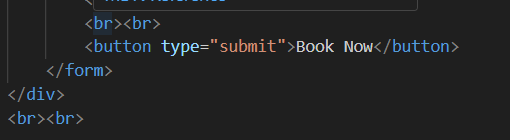 <br><br>
<button type="submit">Book Now</button>
</form>
</div>
<br><br>